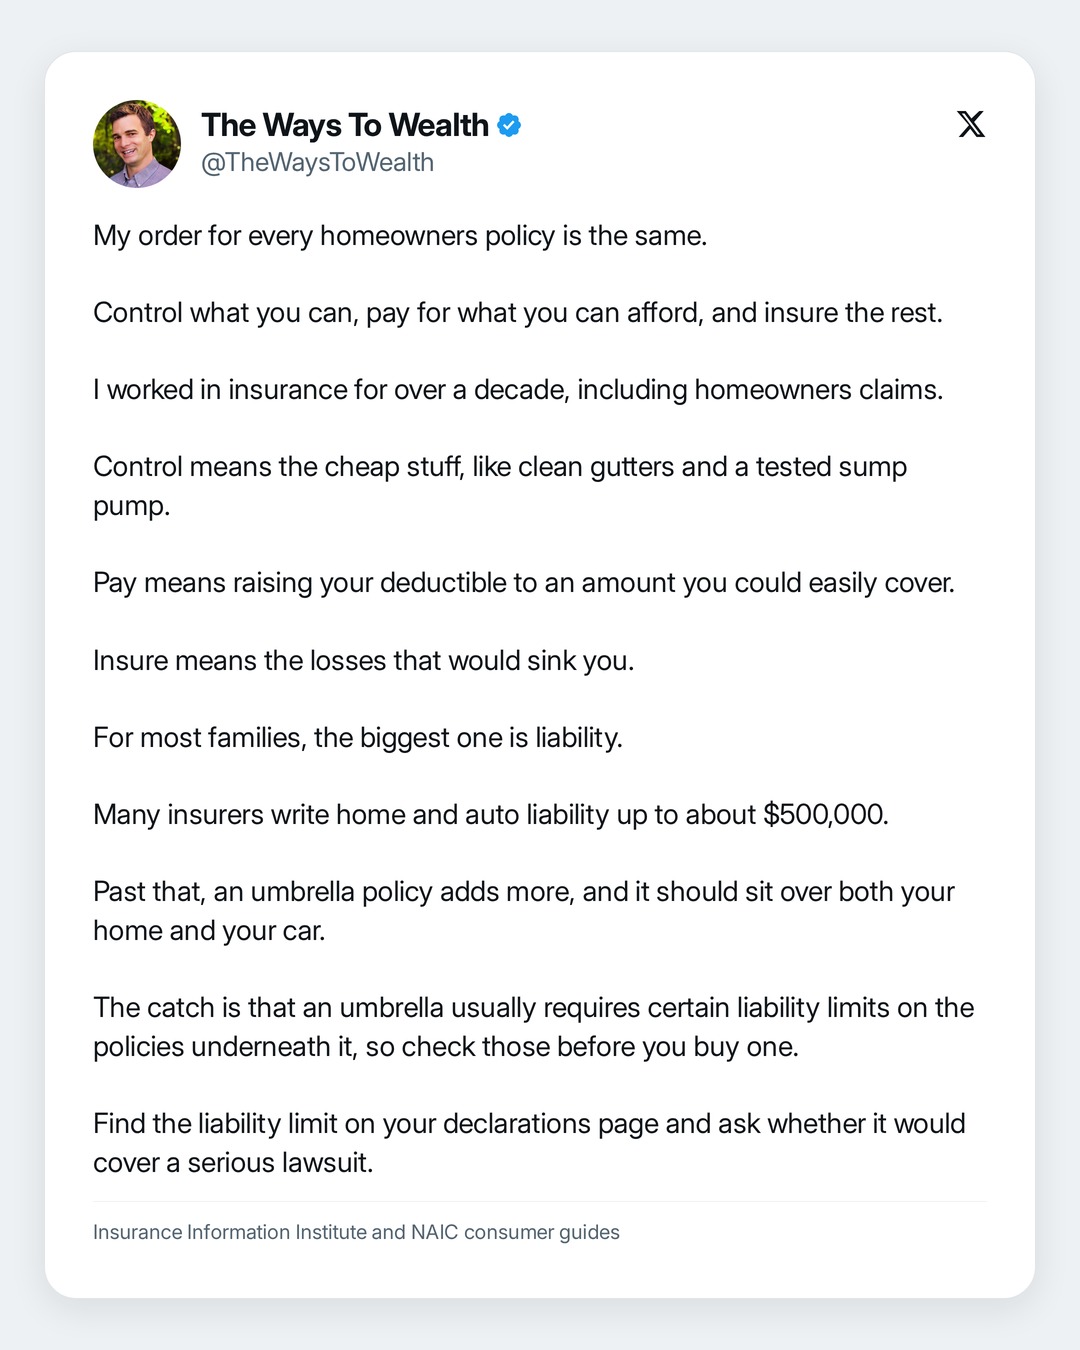 The Ways To Wealth
@TheWaysToWealth
My order for every homeowners policy is the same.
Control what you can, pay for what you can afford, and insure the rest.
I worked in insurance for over a decade, including homeowners claims.
Control means the cheap stuff, like clean gutters and a tested sump
pump.
Pay means raising your deductible to an amount you could easily cover.
Insure means the losses that would sink you.
For most families, the biggest one is liability.
Many insurers write home and auto liability up to about $500,000.
Past that, an umbrella policy adds more, and it should sit over both your
home and your car.
The catch is that an umbrella usually requires certain liability limits on the
policies underneath it, so check those before you buy one.
Find the liability limit on your declarations page and ask whether it would
cover a serious lawsuit.
Insurance Information Institute and NAIC consumer guides